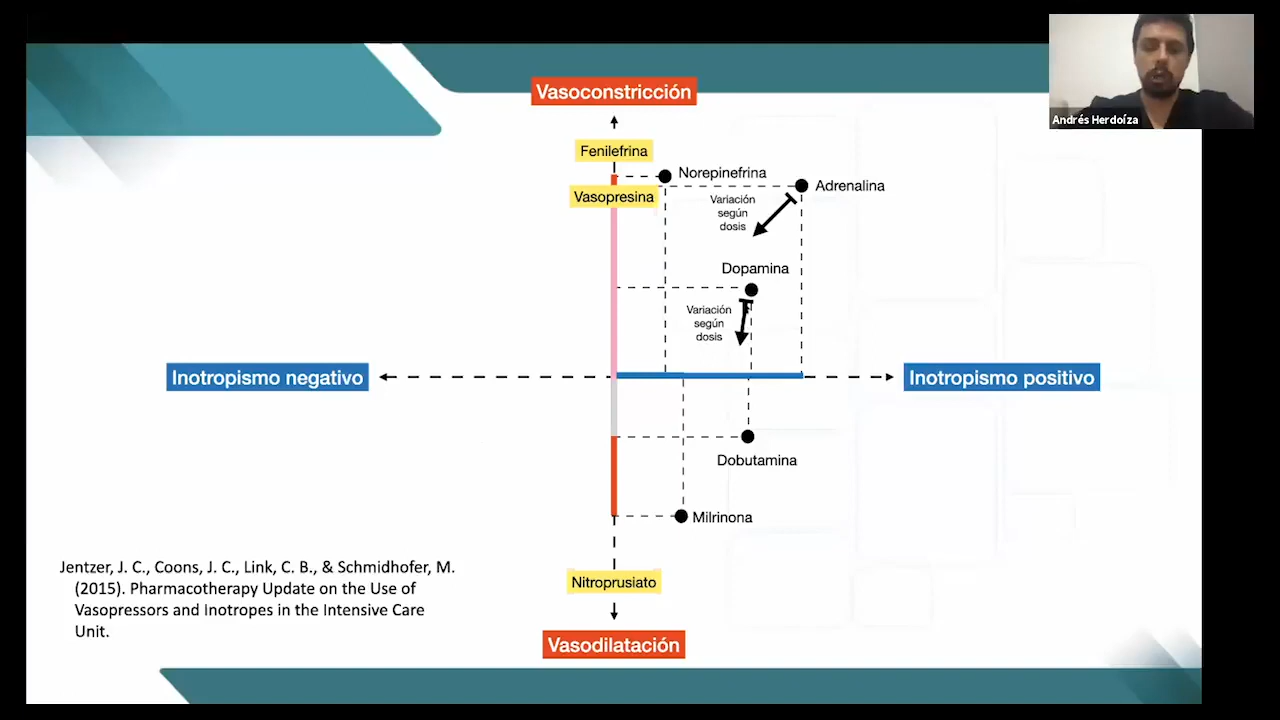 Andrés Herdoíza
Vasoconstricción
Fenilefrina
Norepinefrina
Adrenalina
Vasopresina
Variación
según
dosis
Dopamina
Variación
según
dosis
Inotropismo negativo
Inotropismo positivo
Dobutamina
Milrinona
Jentzer, J. C., Coons, J. C., Link, C. B., & Schmidhofer, M.
(2015). Pharmacotherapy Update on the Use of
Vasopressors and Inotropes in the Intensive Care
Unit.
Nitroprusiato
Vasodilatación